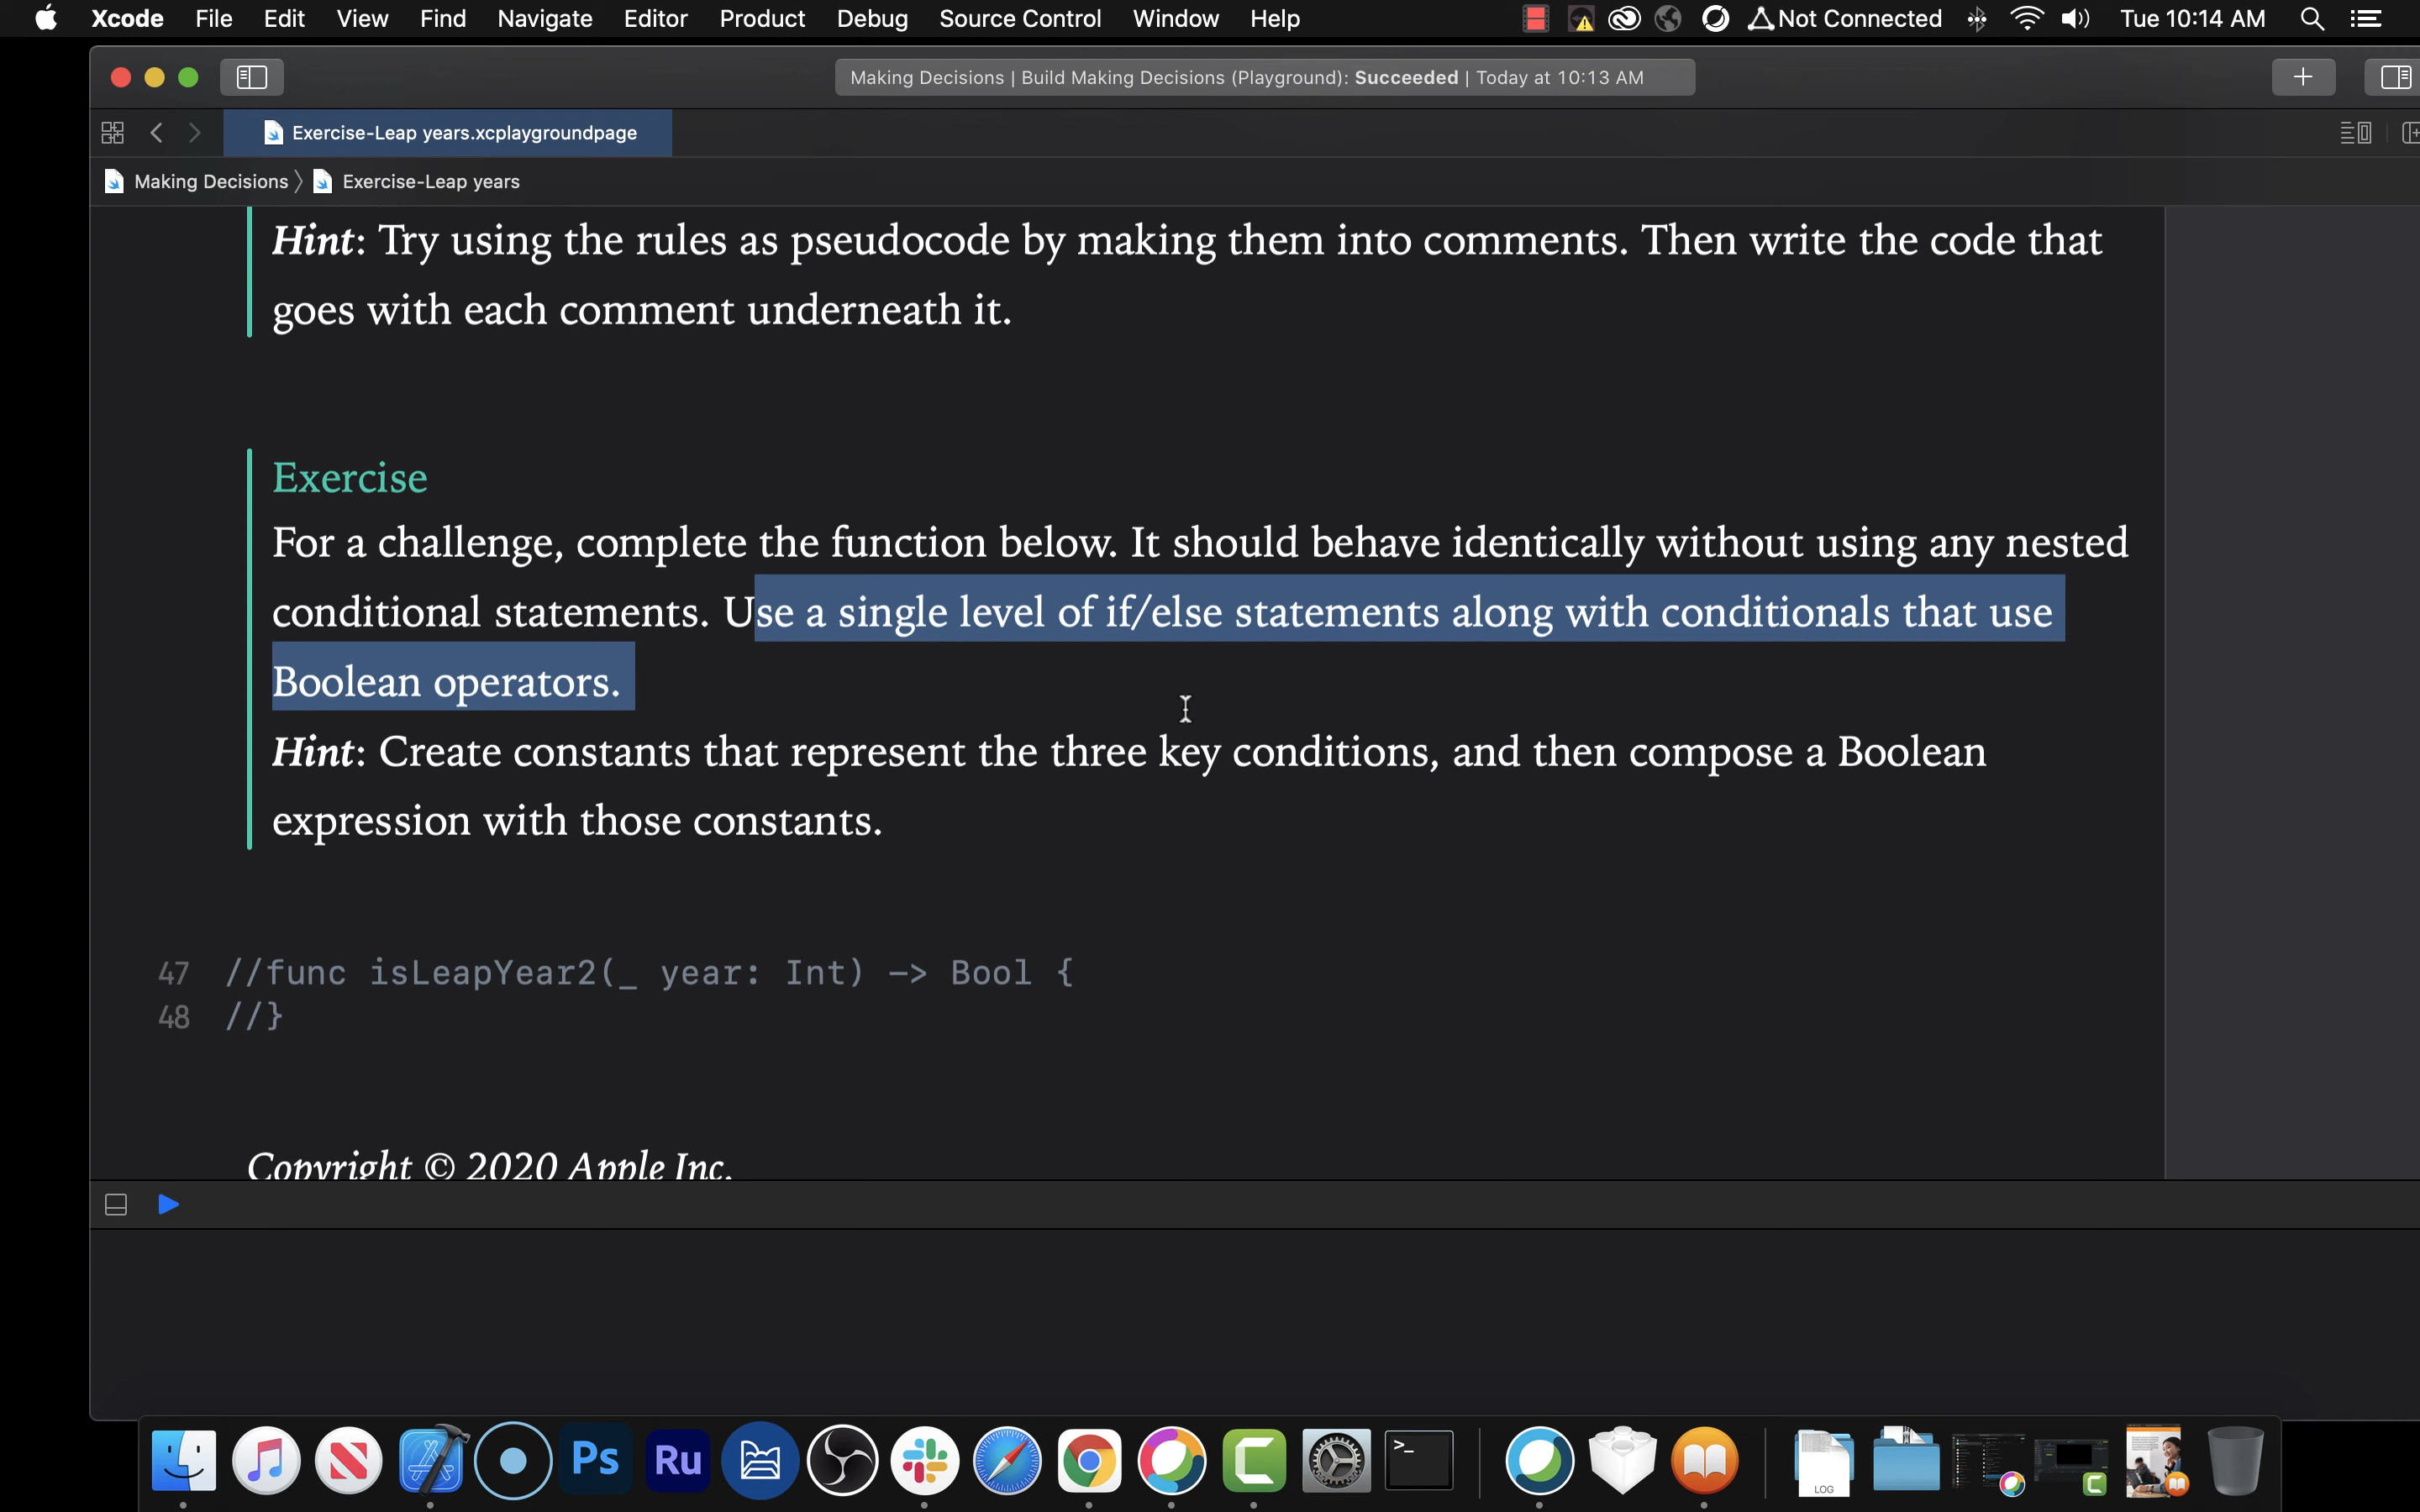 Xcode File Edit View Find Navigate Editor Product Debug Source Control Window Help Not Connected Tue 10:14 AM
Making Decisions | Build Making Decisions (Playground): Succeeded | Today at 10:13 AM
Exercise-Leap years.xcplaygroundpage
Making Decisions Exercise-Leap years
Hint: Try using the rules as pseudocode by making them into comments. Then write the code that
goes with each comment underneath it.
Exercise
For a challenge, complete the function below. It should behave identically without using any nested
conditional statements. Use a single level of if/else statements along with conditionals that use
Boolean operators.
Hint: Create constants that represent the three key conditions, and then compose a Boolean
expression with those constants.
47 //func isLeapYear2(_ year: Int) -> Bool {
48 //}
Copyright © 2020 Apple Inc.
Ps Ru >_ LOG